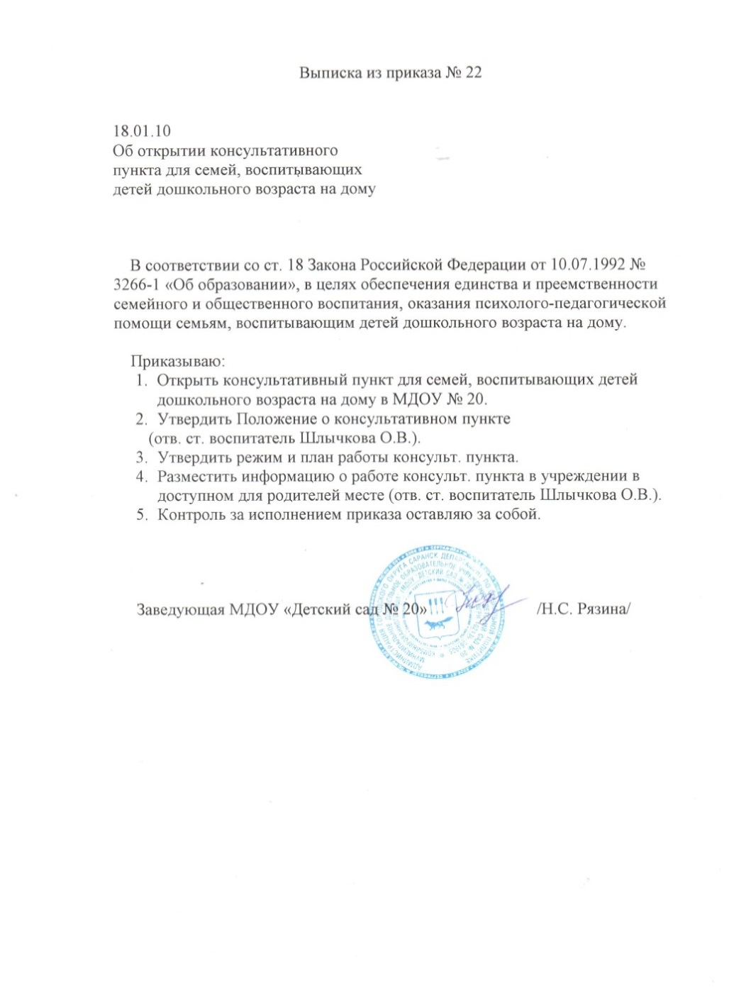 Выписка из приказа № 22
18.01.10
Об открытии консультативного
пункта для семей, воспитывающих
детей дошкольного возраста на дому
В соответствии со ст. 18 Закона Российской Федерации от 10.07.1992 №
3266-1 «Об образовании», в целях обеспечения единства и преемственности
семейного и общественного воспитания, оказания психолого-педагогической
помощи семьям, воспитывающим детей дошкольного возраста на дому.
Приказываю:
1. Открыть консультативный пункт для семей, воспитывающих детей
дошкольного возраста на дому в МДОУ № 20.
2. Утвердить Положение о консультативном пункте
(отв. ст. воспитатель Шлычкова О.В.).
3. Утвердить режим и план работы консульт. пункта.
4. Разместить информацию о работе консульт. пункта в учреждении в
доступном для родителей месте (отв. ст. воспитатель Шлычкова О.В.).
5. Контроль за исполнением приказа оставляю за собой.
Заведующая МДОУ «Детский сад № 20» /Н.С. Рязина/